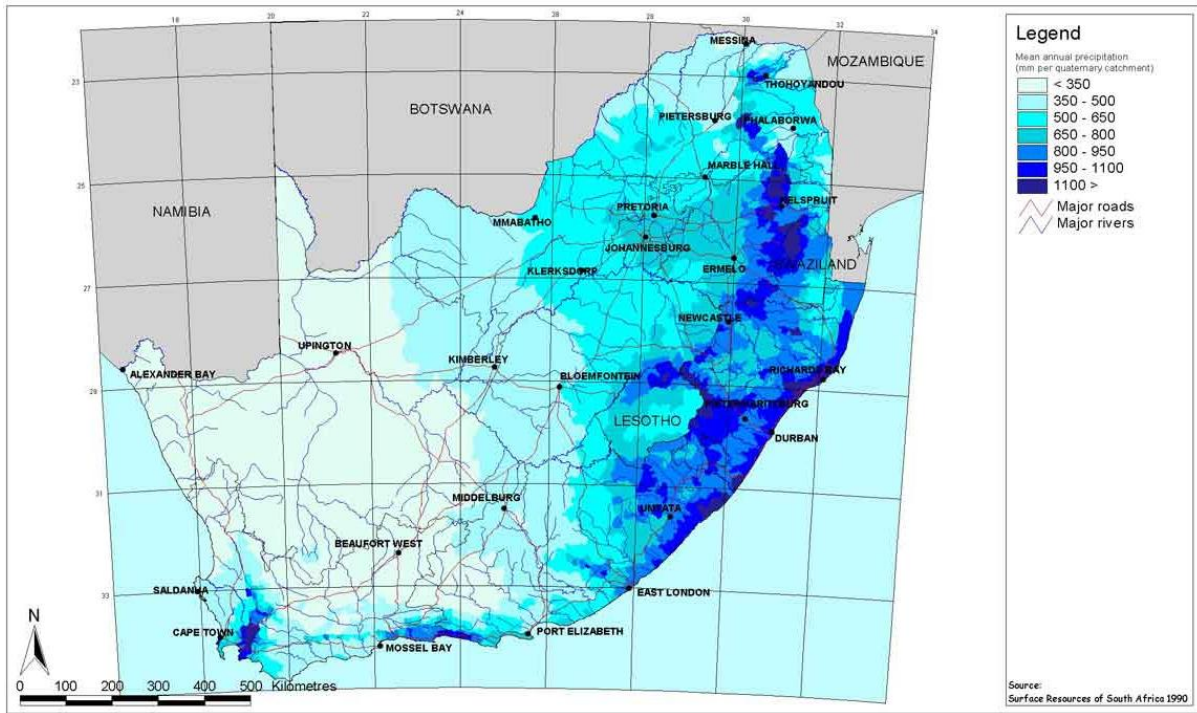 18
20
22
24
26
28
30
32
34
MESSINA
MOZAMBIQUE
23
THOHOYANDOU
BOTSWANA
PIETERSBURG
PHALABORWA
MARBLE HALL
25
NAMIBIA
PRETORIA
NELSPRUIT
MMABATHO
JOHANNESBURG
KLERKSDORP
ERMELO
SWAZILAND
27
NEWCASTLE
UPINGTON
KIMBERLEY
ALEXANDER BAY
BLOEMFONTEIN
RICHARDS BAY
29
PIETERMARITZBURG
LESOTHO
DURBAN
31
MIDDELBURG
UMTATA
BEAUFORT WEST
33
SALDANHA
EAST LONDON
CAPE TOWN
PORT ELIZABETH
MOSSEL BAY
N
0 100 200 300 400 500 Kilometres
Legend
Mean annual precipitation
(mm per quaternary catchment)
< 350
350 - 500
500 - 650
650 - 800
800 - 950
950 - 1100
1100 >
Major roads
Major rivers
Source:
Surface Resources of South Africa 1990